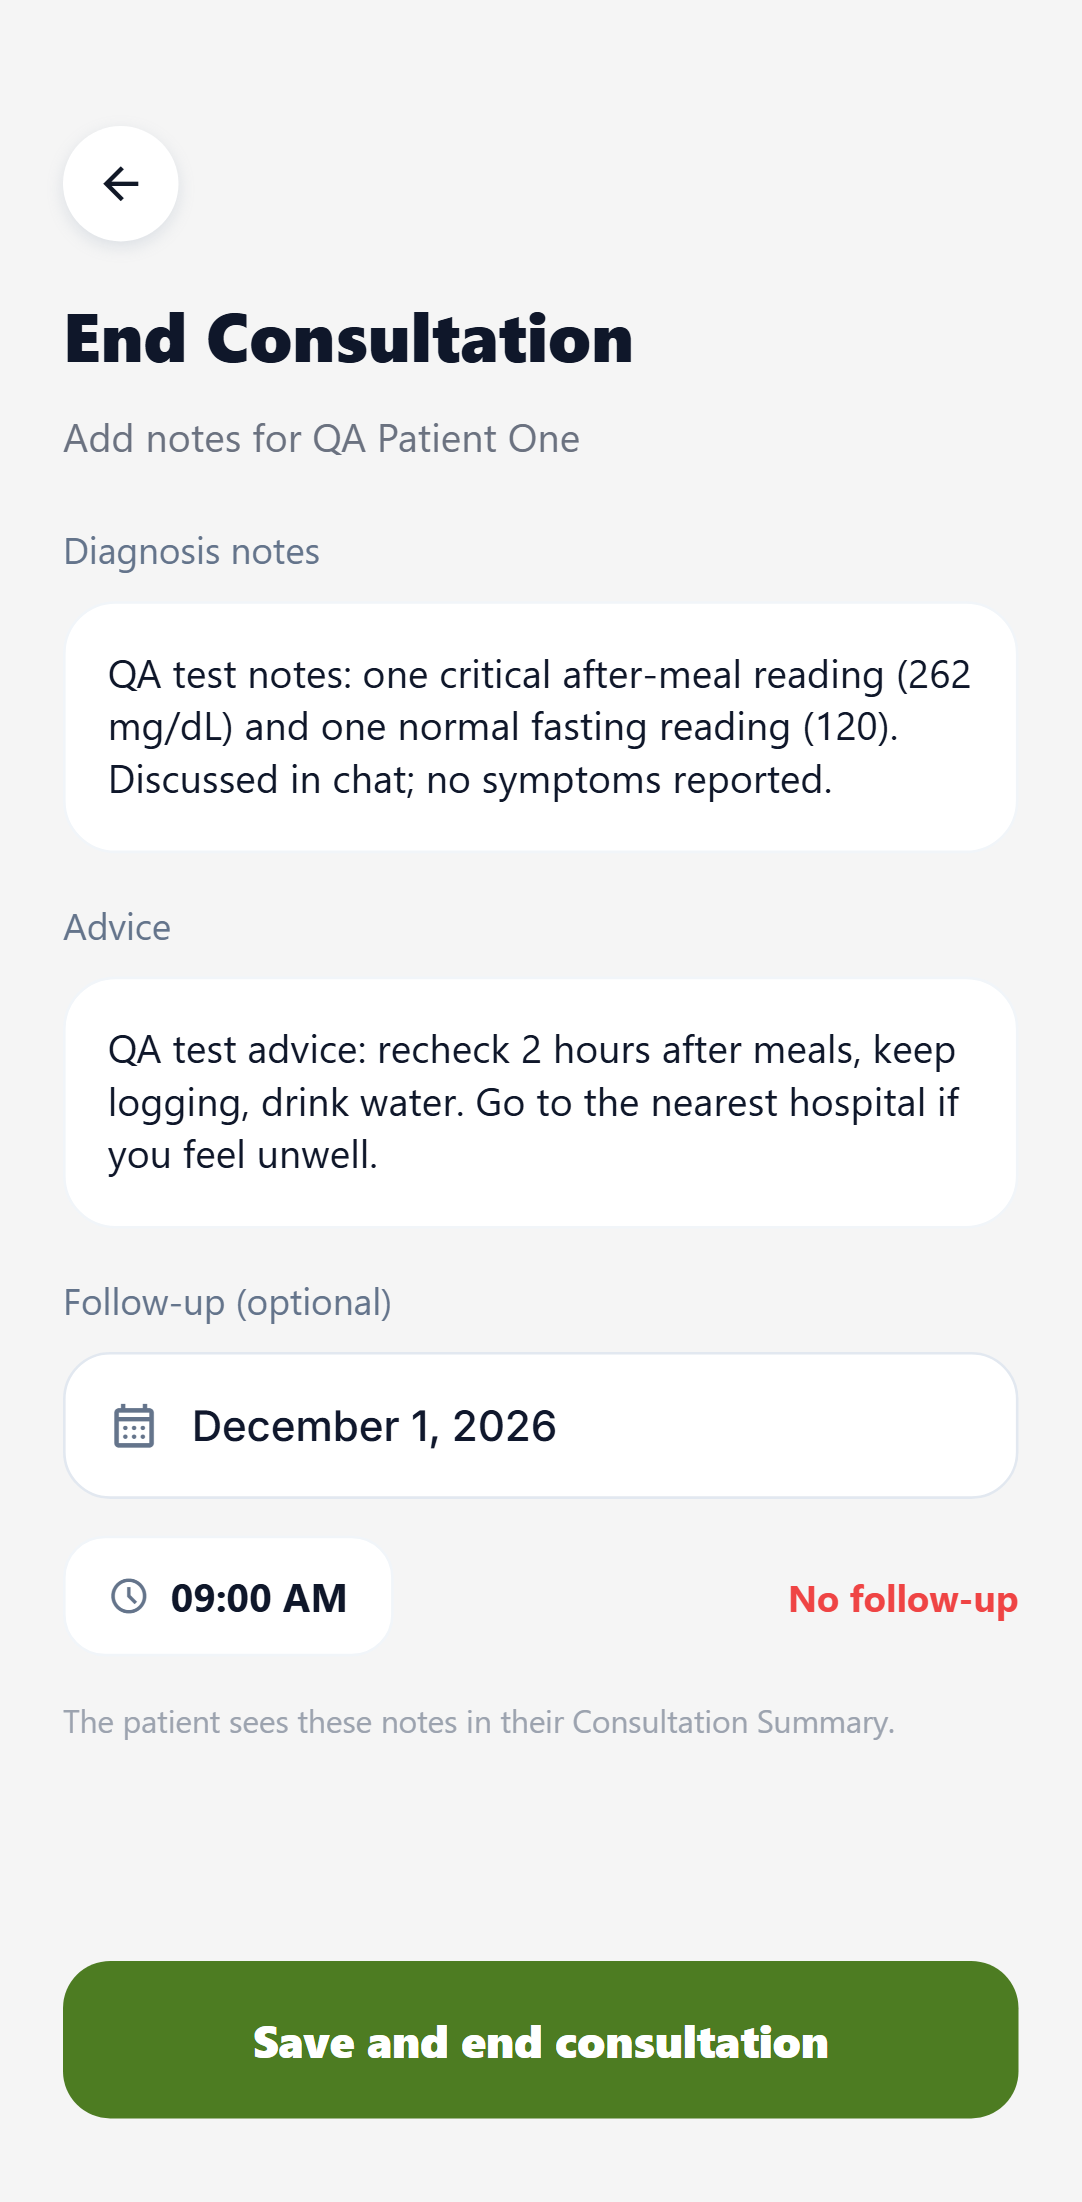 End Consultation
Add notes for QA Patient One
Diagnosis notes
QA test notes: one critical after-meal reading (262
mg/dL) and one normal fasting reading (120).
Discussed in chat; no symptoms reported.
Advice
QA test advice: recheck 2 hours after meals, keep
logging, drink water. Go to the nearest hospital if
you feel unwell.
Follow-up (optional)
December 1, 2026
09:00 AM
No follow-up
The patient sees these notes in their Consultation Summary.
Save and end consultation